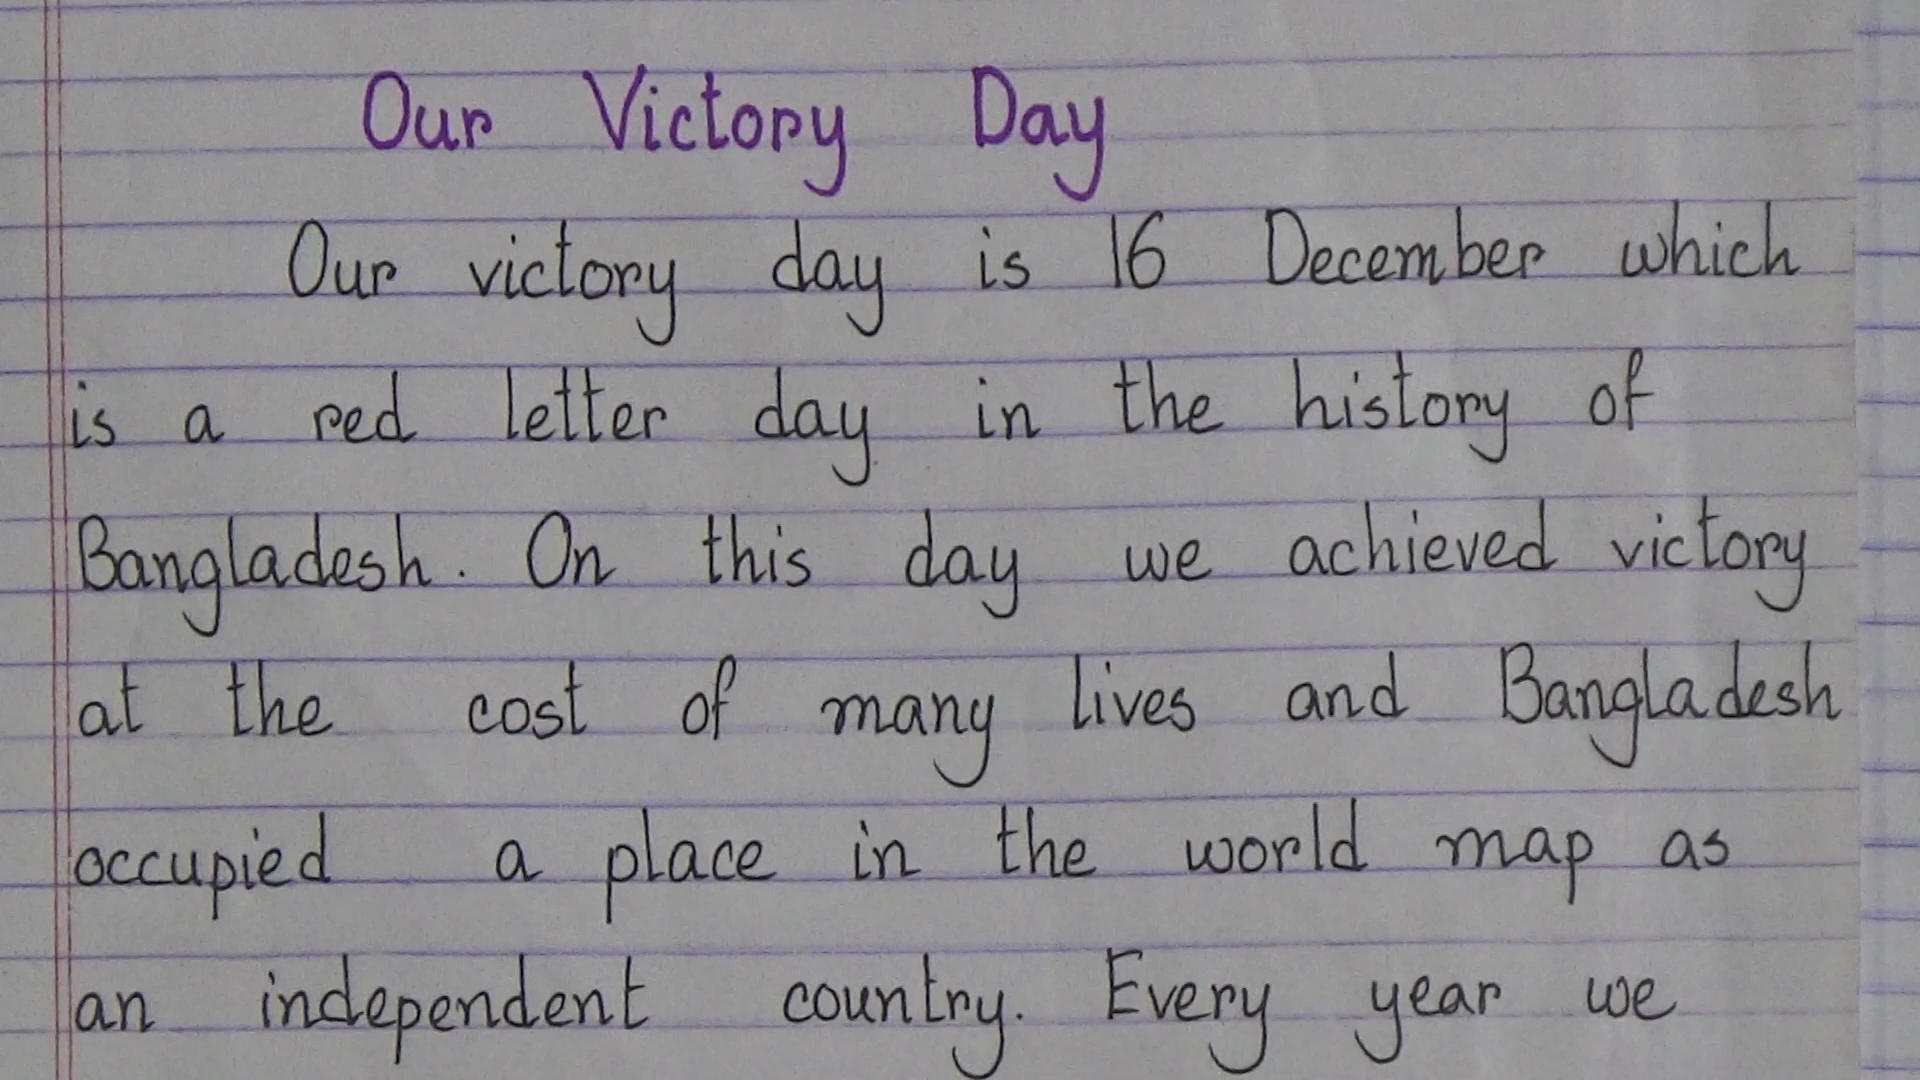 Our Victory Day
Our victory day is 16 December which
is a red letter day in the history of
Bangladesh. On this day we achieved victory
at the cost of many lives and Bangladesh
occupied a place in the world map as
an independent country. Every year we